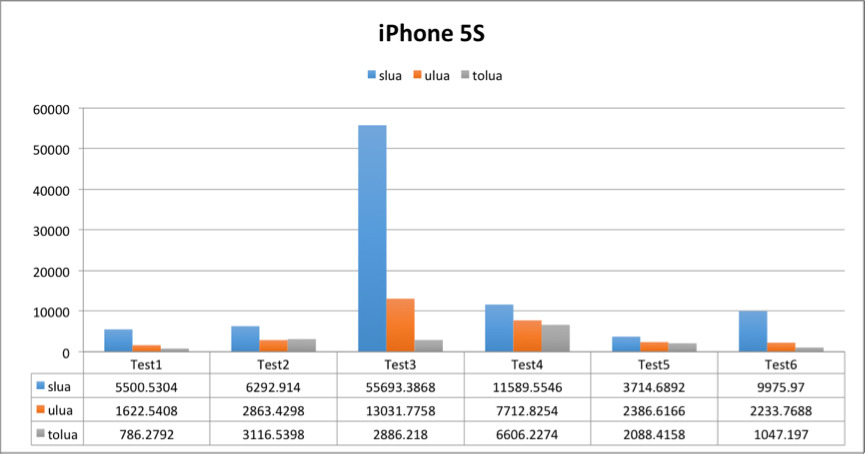 iPhone 5S
slua ulua tolua
60000
50000
40000
30000
20000
10000
0
Test1 Test2 Test3 Test4 Test5 Test6
slua 5500.5304 6292.914 55693.3868 11589.5546 3714.6892 9975.97
ulua 1622.5408 2863.4298 13031.7758 7712.8254 2386.6166 2233.7688
tolua 786.2792 3116.5398 2886.218 6606.2274 2088.4158 1047.197